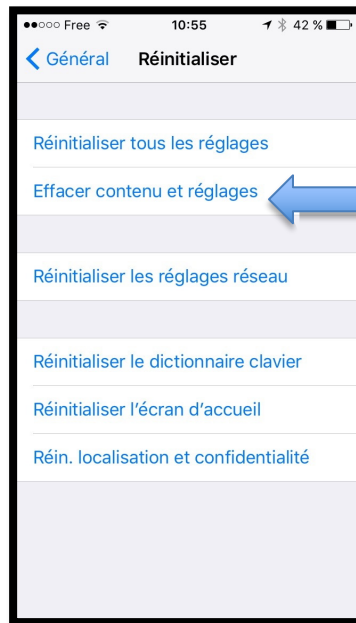 Free 10:55 42 %
Général Réinitialiser
Réinitialiser tous les réglages
Effacer contenu et réglages
Réinitialiser les réglages réseau
Réinitialiser le dictionnaire clavier
Réinitialiser l’écran d’accueil
Réin. localisation et confidentialité